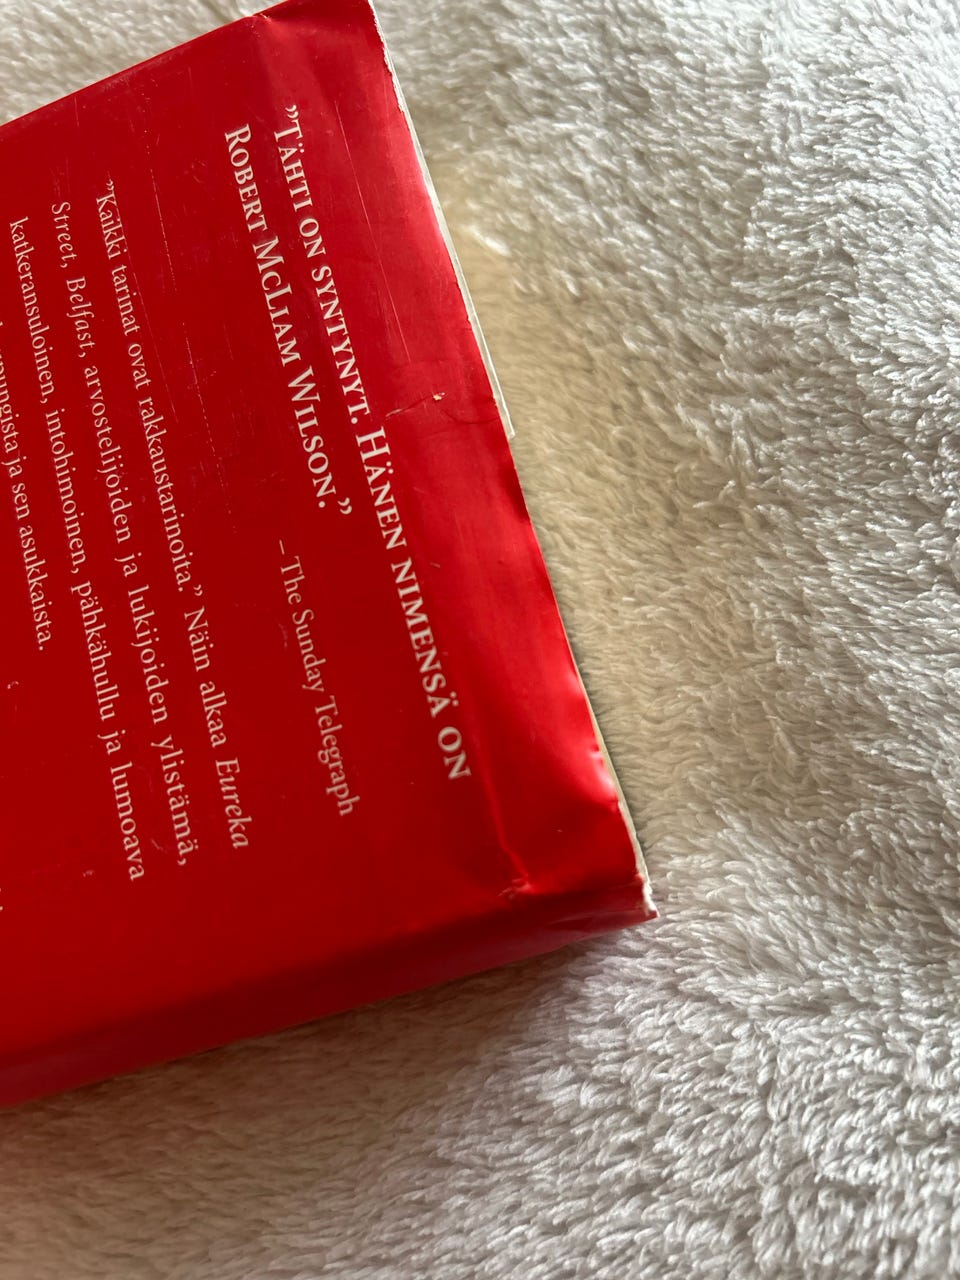 ”Tähti on syntynyt. Hänen nimensä on
Robert McLiam Wilson.”
– The Sunday Telegraph
”Kaikki tarinat ovat rakkaustarinoita.” Näin alkaa Eureka
Street, Belfast, arvostelijoiden ja lukijoiden ylistämä,
katkeransuloinen, intohimoinen, pähkähullu ja lumoava
ja sen asukkaista.